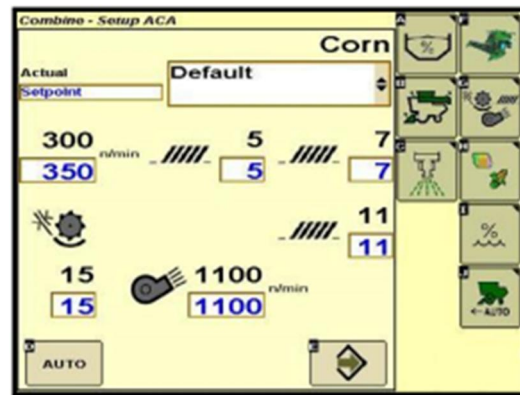 Combine - Setup ACA
Corn
Actual
Setpoint
Default
300 n/min 5 7
350 5 7
11
11
15 1100 n/min
15 1100
AUTO
%
%
← AUTO
A
B
C
D
F
H
J